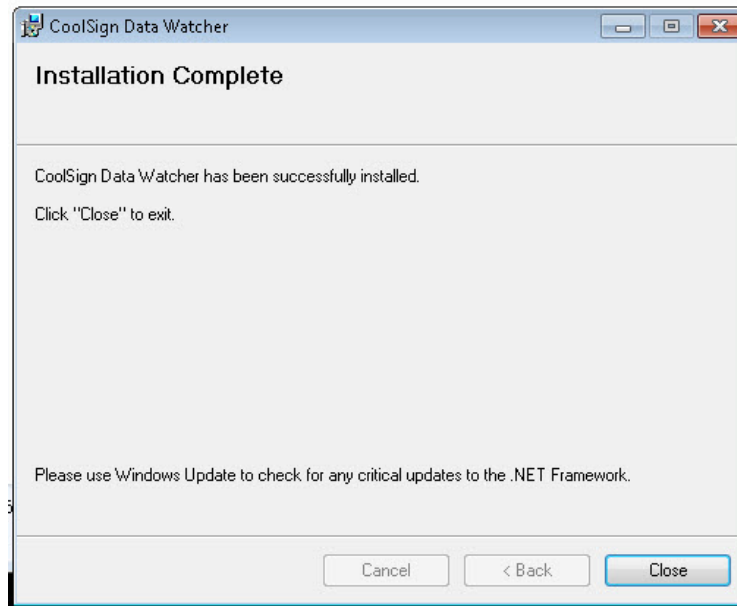 CoolSign Data Watcher
Installation Complete
CoolSign Data Watcher has been successfully installed.
Click "Close" to exit.
Please use Windows Update to check for any critical updates to the .NET Framework.
Cancel
< Back
Close